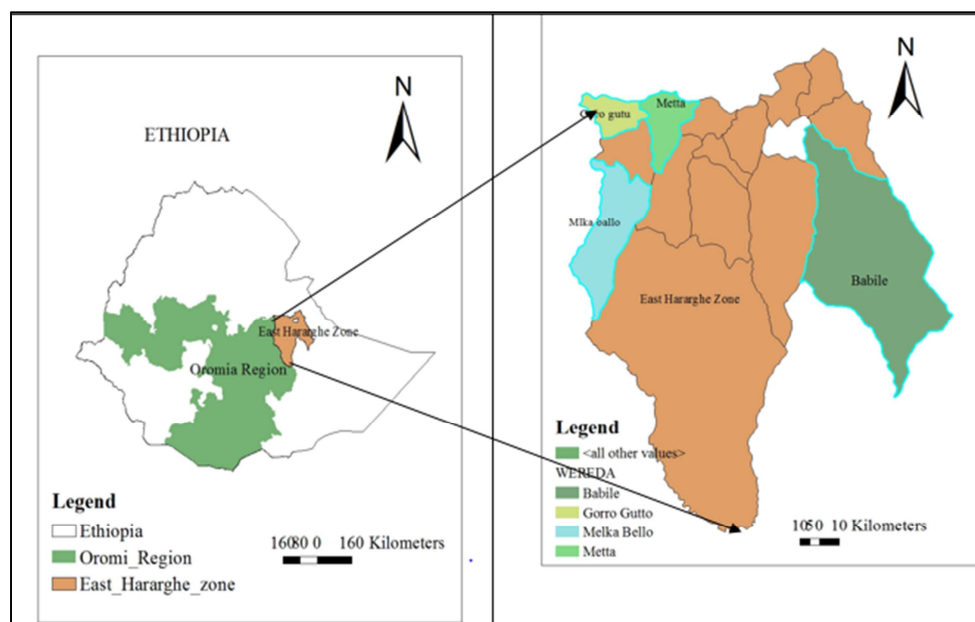 N
ETHIOPIA
East Hararghe Zone
Oromia Region
Legend
Ethiopia
Oromi_Region
East_Hararghe_zone
16080 0 160 Kilometers
N
Metta
Gorro gutu
Mlka ballo
Babile
East Hararghe Zone
Legend
<all other values>
WEREDA
Babile
Gorro Gutto
Melka Bello
Metta
1050 10 Kilometers